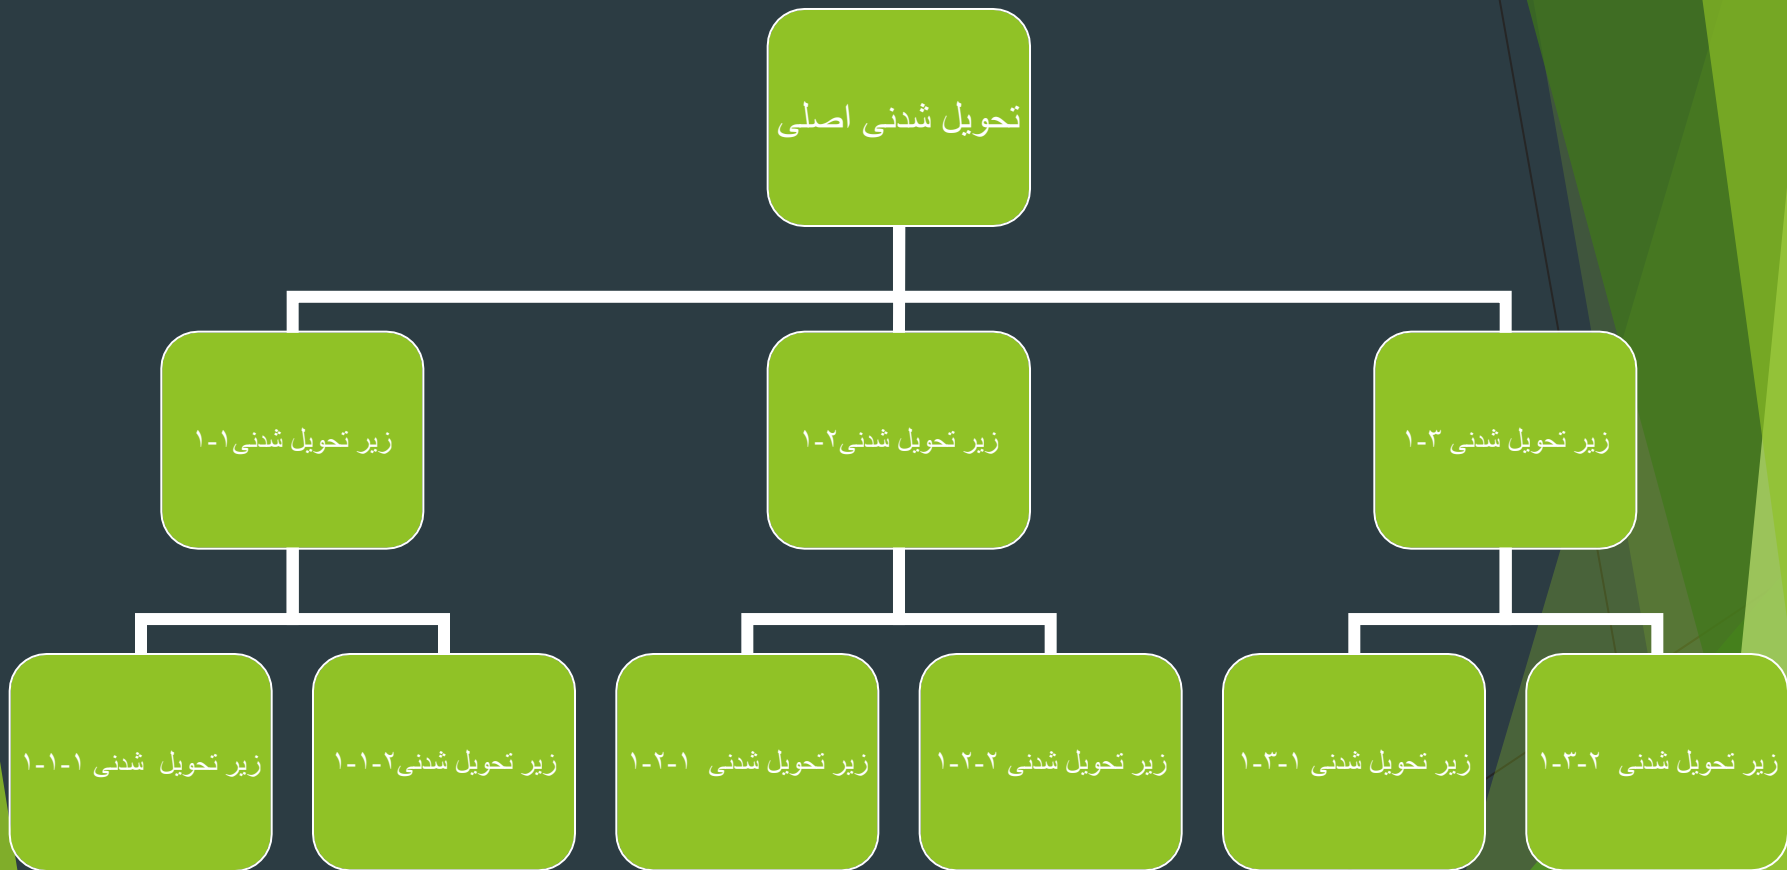 تحویل شدنی اصلی
زیر تحویل شدنی۱-۱
زیر تحویل شدنی۲-۱
زیر تحویل شدنی ۳-۱
زیر تحویل شدنی ۱-۱-۱
زیر تحویل شدنی۲-۱-۱
زیر تحویل شدنی ۱-۲-۱
زیر تحویل شدنی ۲-۲-۱
زیر تحویل شدنی ۱-۳-۱
زیر تحویل شدنی ۲-۳-۱